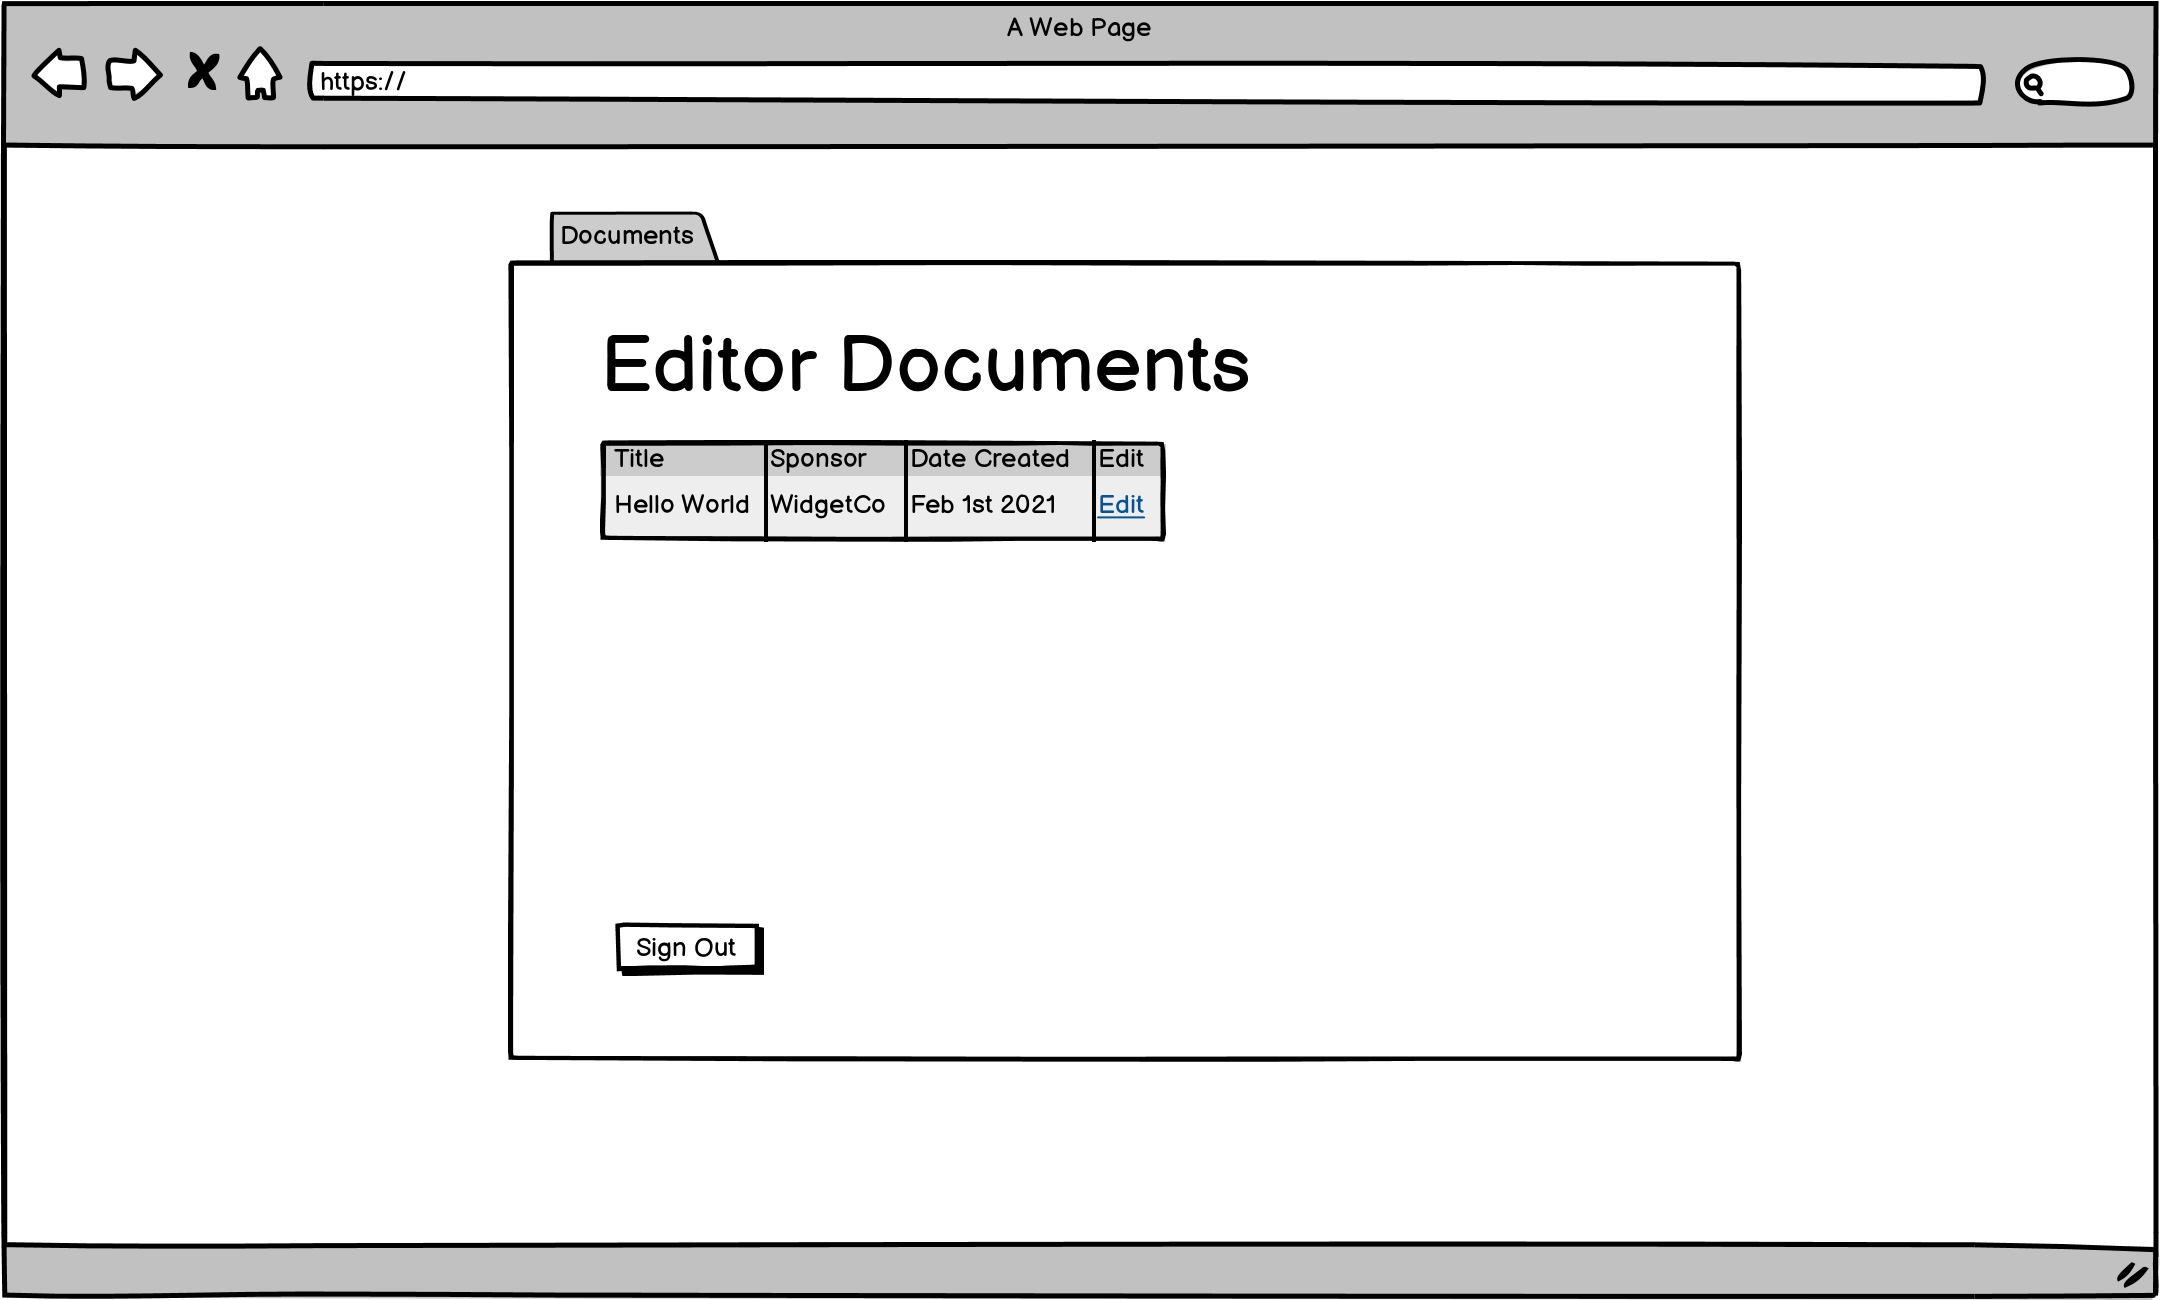 A Web Page
https://
Documents
Editor Documents
Title Sponsor Date Created Edit
Hello World WidgetCo Feb 1st 2021 Edit
Sign Out